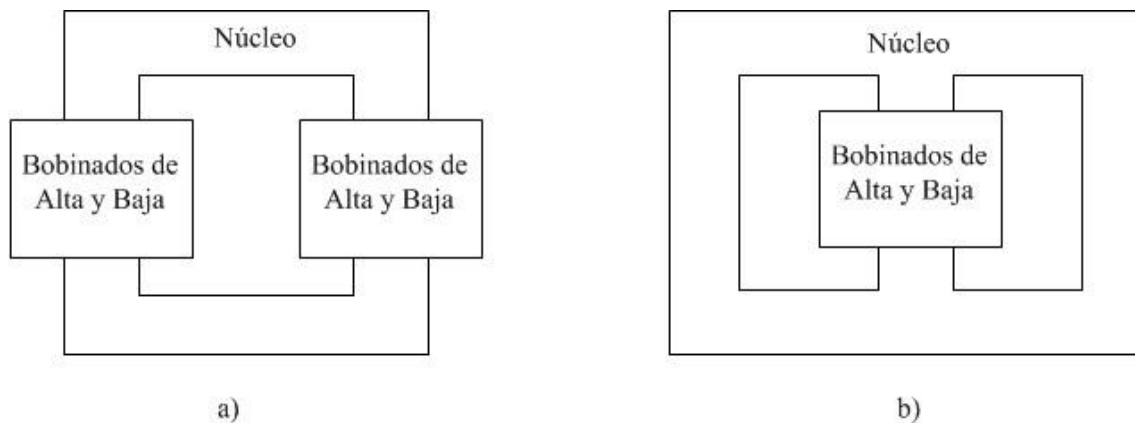 Núcleo
Bobinados de
Alta y Baja
Bobinados de
Alta y Baja
a)
Núcleo
Bobinados de
Alta y Baja
b)